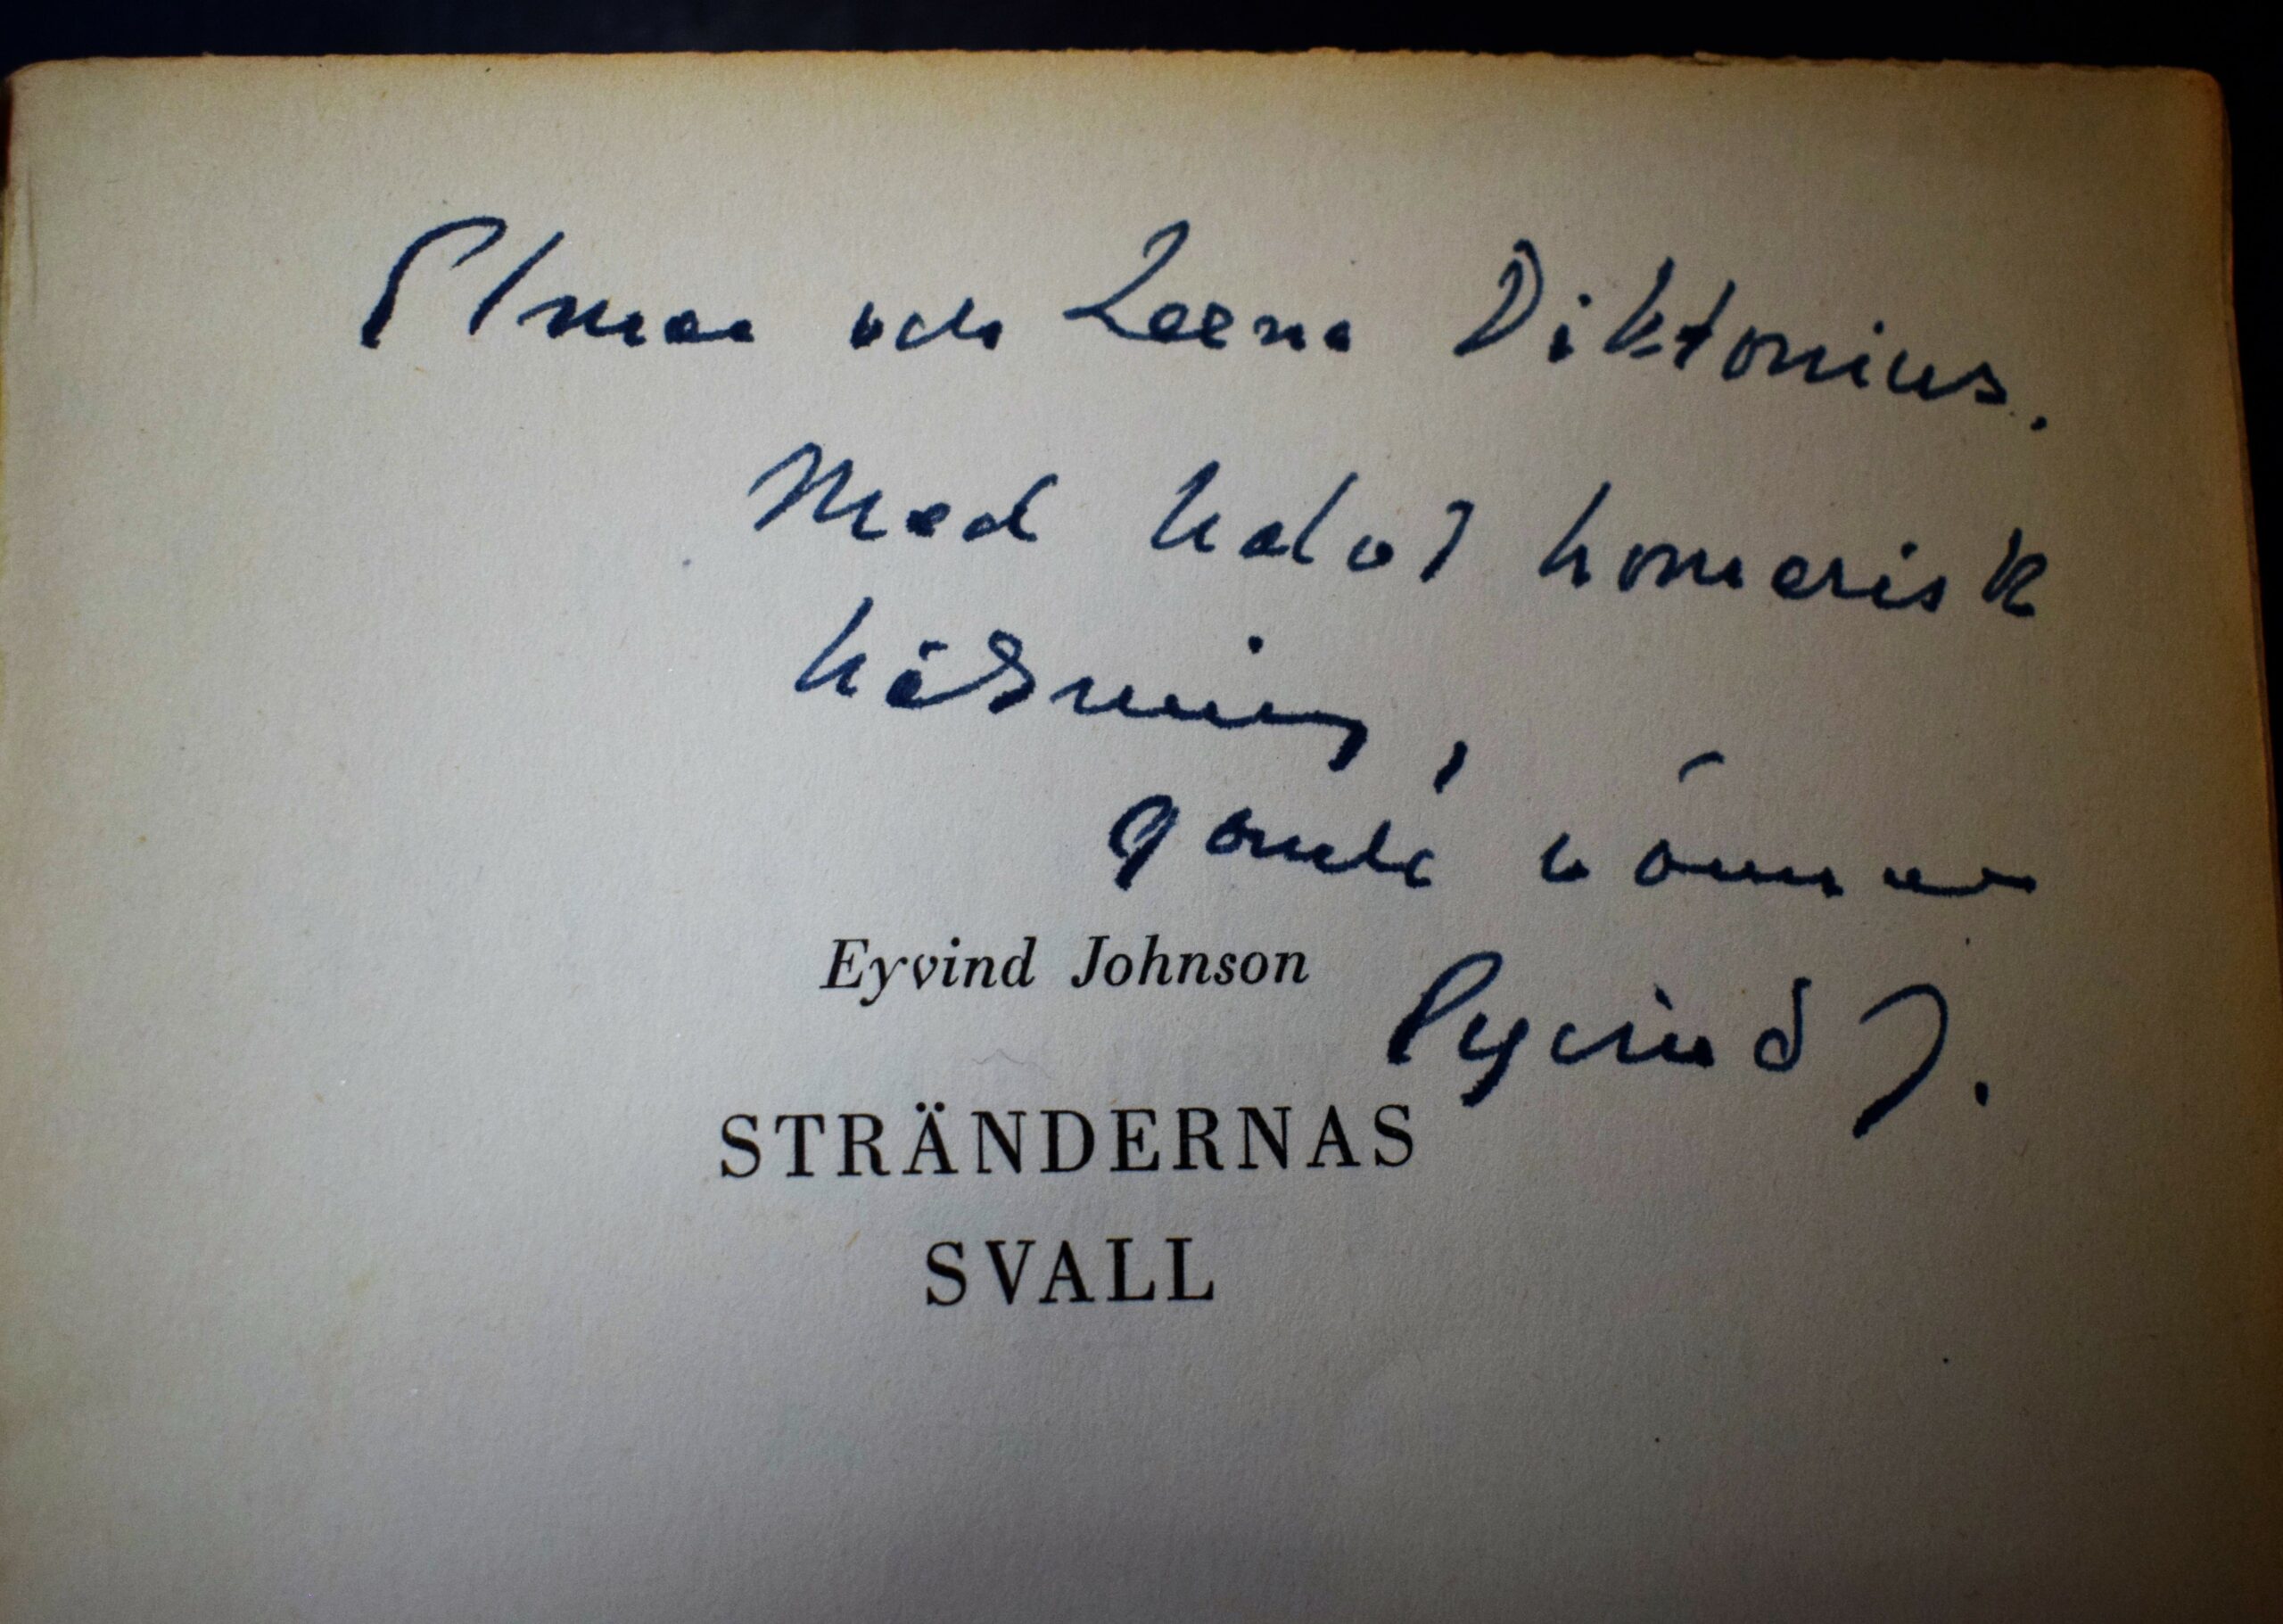 Elmer och Leena Diktonius.
Med halvt homerisk
hälsning,
gamle vännen
Eyvind J.
Eyvind Johnson
STRÄNDERNAS
SVALL